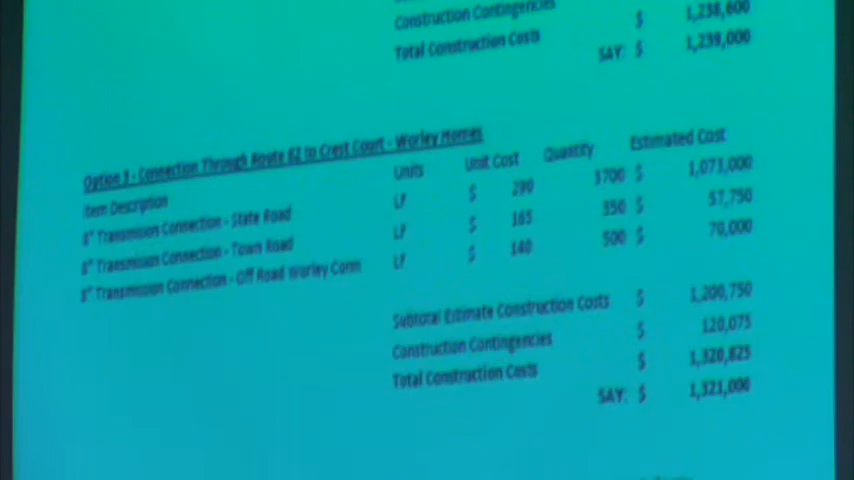 Construction Contingencies $ 1,238,600
Total Construction Costs SAY: $ 1,239,000
Option 3 - Connection Through Route 82 to Crest Court - Worley Homes
Item Description Units Unit Cost Quantity Estimated Cost
8" Transmission Connection - State Road LF $ 290 3700 $ 1,073,000
8" Transmission Connection - Town Road LF $ 165 350 $ 57,750
8" Transmission Connection - Off Road Worley Conn LF $ 140 500 $ 70,000
Subtotal Estimate Construction Costs $ 1,200,750
Construction Contingencies $ 120,075
Total Construction Costs $ 1,320,825
SAY: $ 1,321,000